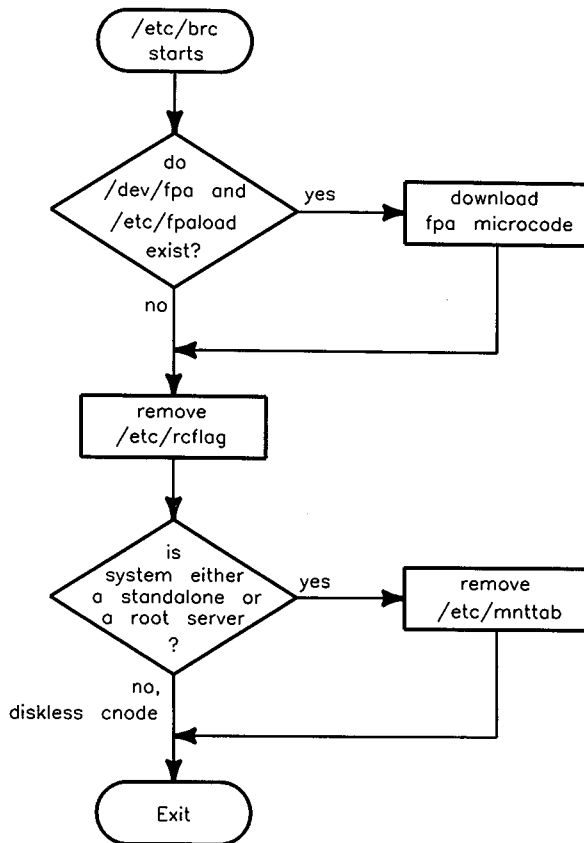 /etc/brc
starts
do
/dev/fpa and
/etc/fpaload
exist?
yes
download
fpa microcode
no
remove
/etc/rcflag
is
system either
a standalone or
a root server
?
yes
remove
/etc/mnttab
no,
diskless cnode
Exit